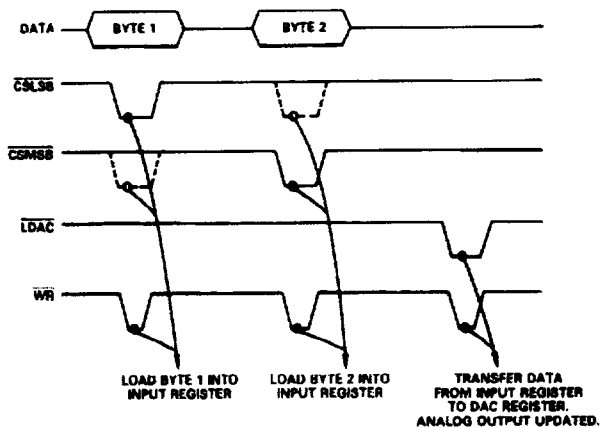 DATA
BYTE 1
BYTE 2
CSLSB
CSMSB
LDAC
WR
LOAD BYTE 1 INTO
INPUT REGISTER
LOAD BYTE 2 INTO
INPUT REGISTER
TRANSFER DATA
FROM INPUT REGISTER
TO DAC REGISTER.
ANALOG OUTPUT UPDATED.